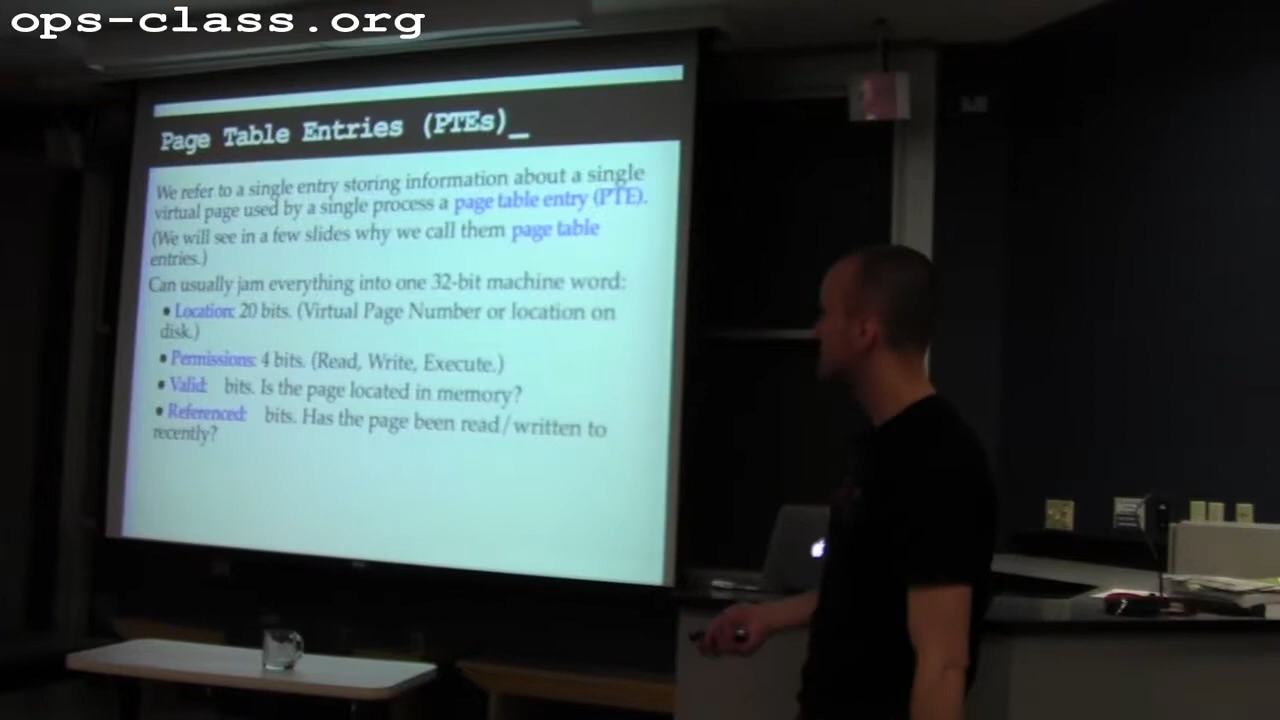 ops-class.org
Page Table Entries (PTEs)_
We refer to a single entry storing information about a single
virtual page used by a single process a page table entry (PTE).
(We will see in a few slides why we call them page table
entries.)
Can usually jam everything into one 32-bit machine word:
• Location: 20 bits. (Virtual Page Number or location on
disk.)
• Permissions: 4 bits. (Read, Write, Execute.)
• Valid: bits. Is the page located in memory?
• Referenced: bits. Has the page been read/written to
recently?